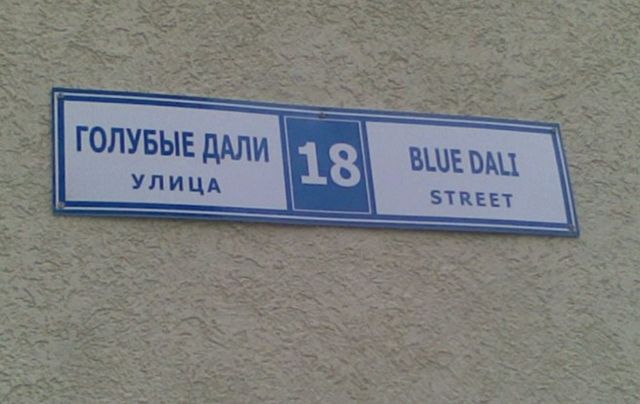 ГОЛУБЫЕ ДАЛИ
УЛИЦА
18
BLUE DALI
STREET